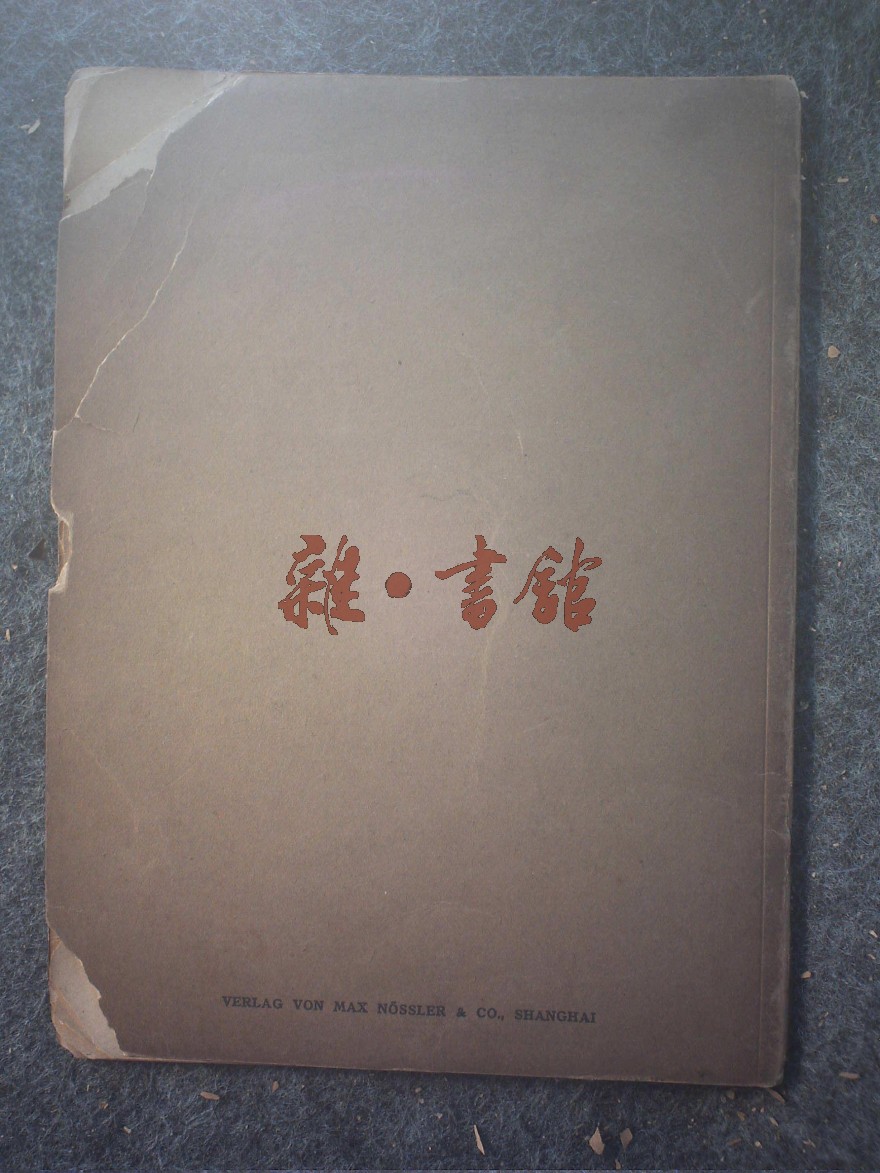 雜·書館
VERLAG VON MAX NÖSSLER & CO., SHANGHAI